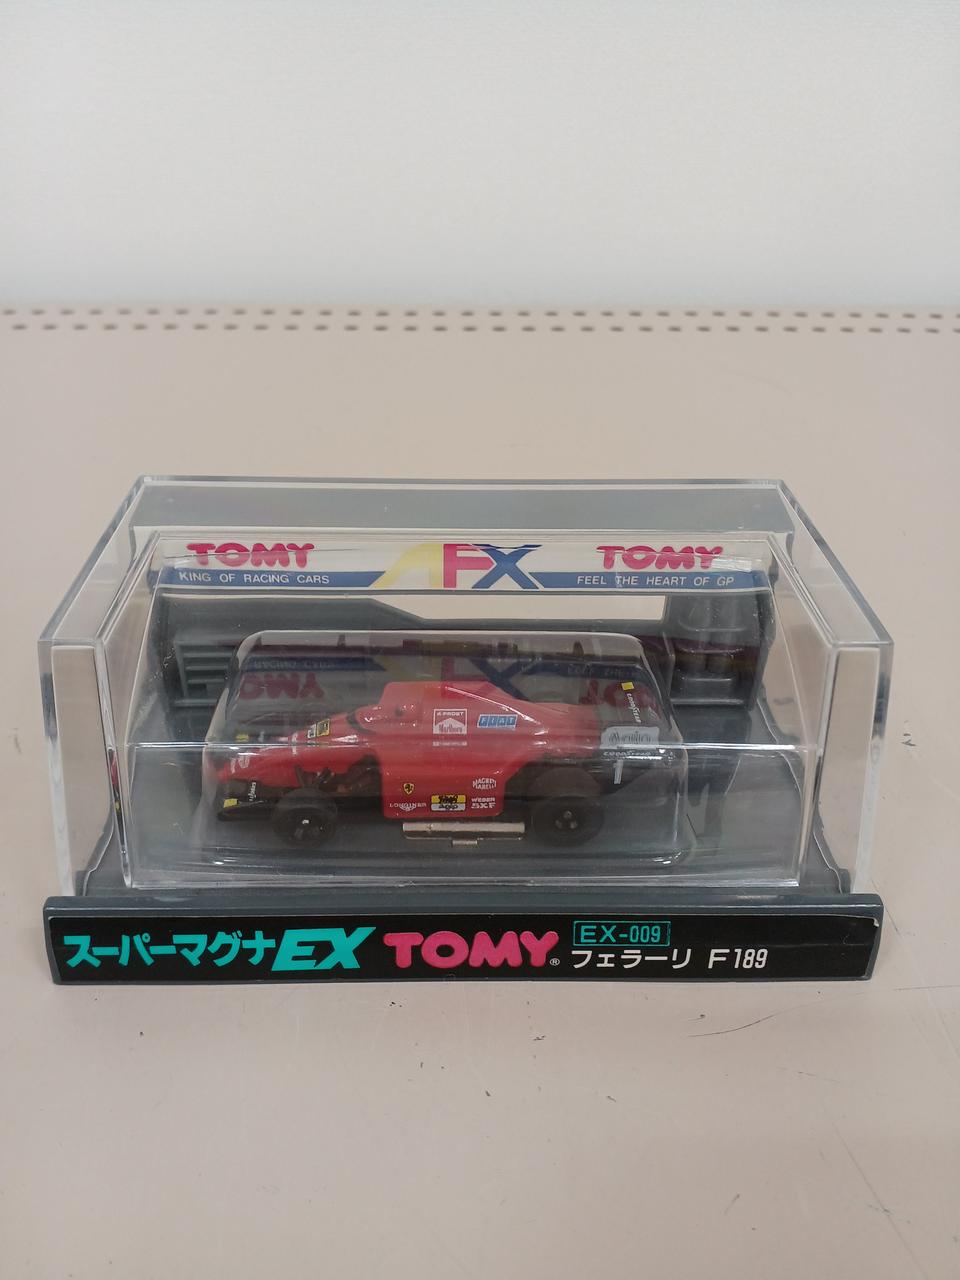 TOMY AFX TOMY
KING OF RACING CARS FEEL THE HEART OF GP
A.PROST
Marlboro
FIAT
Marlboro
GOODYEAR
MAGNETI
MARELLI
LONGINES
WEBER
SKF
スーパーマグナEX TOMY® EX-009
フェラーリ F189